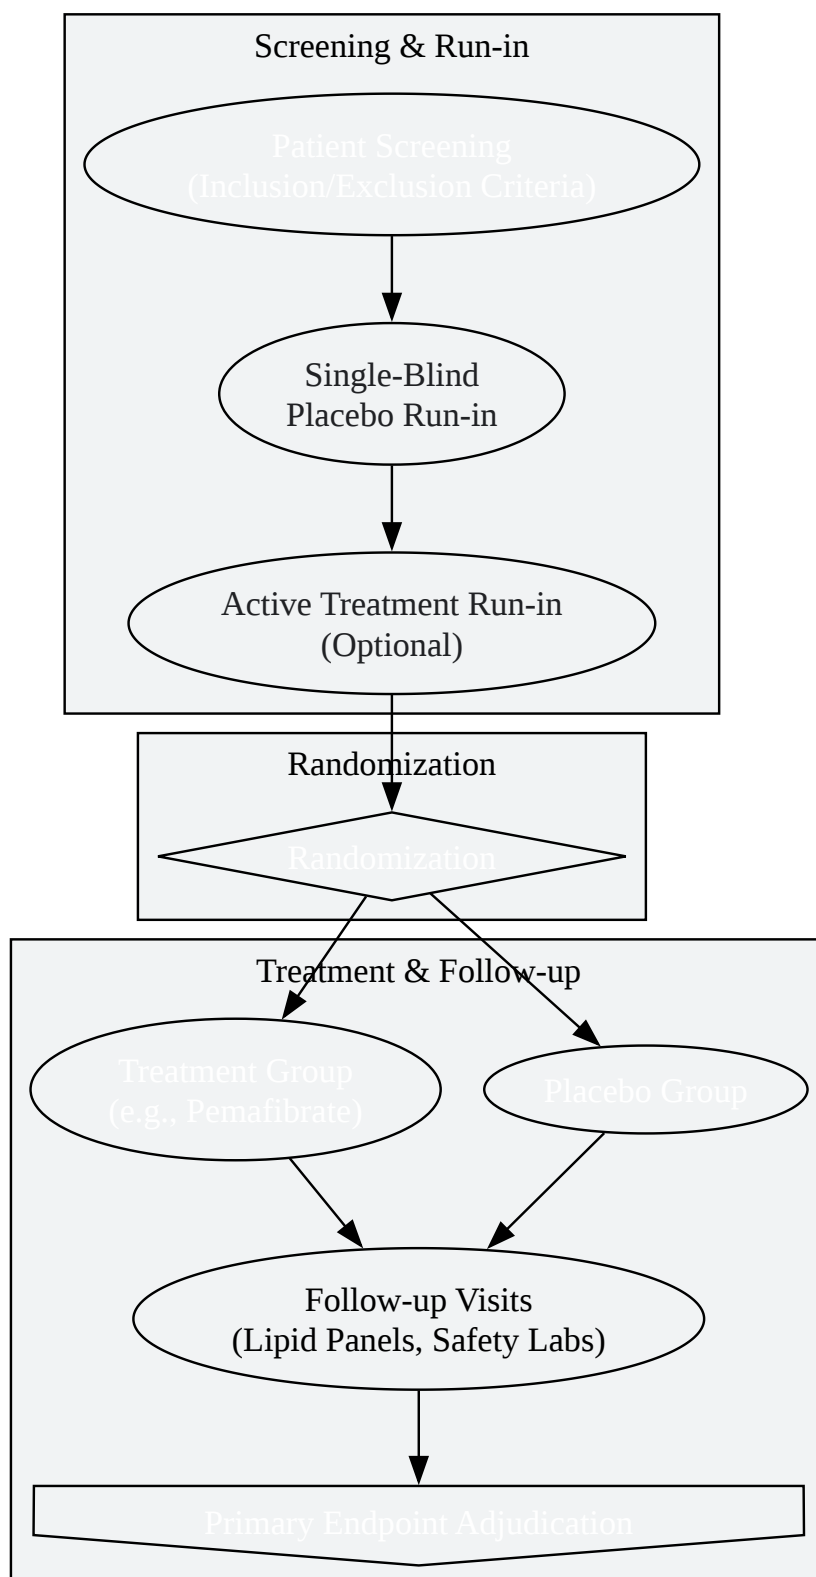 Screening & Run-in
Patient Screening
(Inclusion/Exclusion Criteria)
Single-Blind
Placebo Run-in
Active Treatment Run-in
(Optional)
Randomization
Randomization
Treatment & Follow-up
Treatment Group
(e.g., Pemafibrate)
Placebo Group
Follow-up Visits
(Lipid Panels, Safety Labs)
Primary Endpoint Adjudication